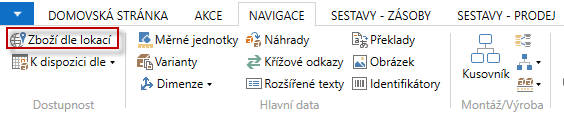 DOMOVSKÁ STRÁNKA AKCE NAVIGACE SESTAVY - ZÁSOBY SESTAVY - PRODEJ
Zboží dle lokací
K dispozici dle
Dostupnost
Měrné jednotky
Varianty
Dimenze
Náhrady
Křížové odkazy
Rozšířené texty
Překlady
Obrázek
Identifikátory
Hlavní data
Kusovník
Montáž/Výroba